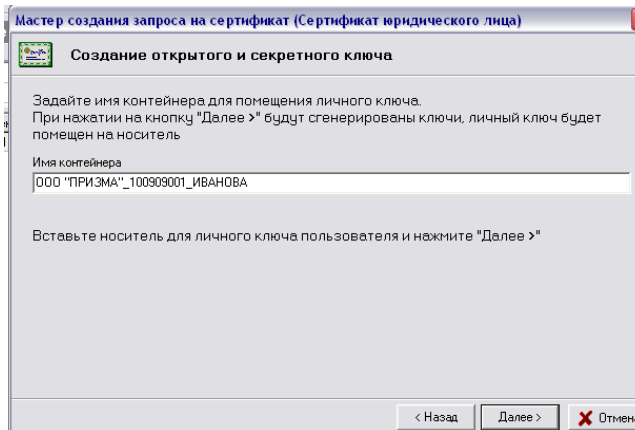 Мастер создания запроса на сертификат (Сертификат юридического лица)
Создание открытого и секретного ключа
Задайте имя контейнера для помещения личного ключа.
При нажатии на кнопку "Далее >" будут сгенерированы ключи, личный ключ будет
помещен на носитель
Имя контейнера
ООО "ПРИЗМА"_100909001_ИВАНОВА
Вставьте носитель для личного ключа пользователя и нажмите "Далее >"
< Назад Далее > Отмен